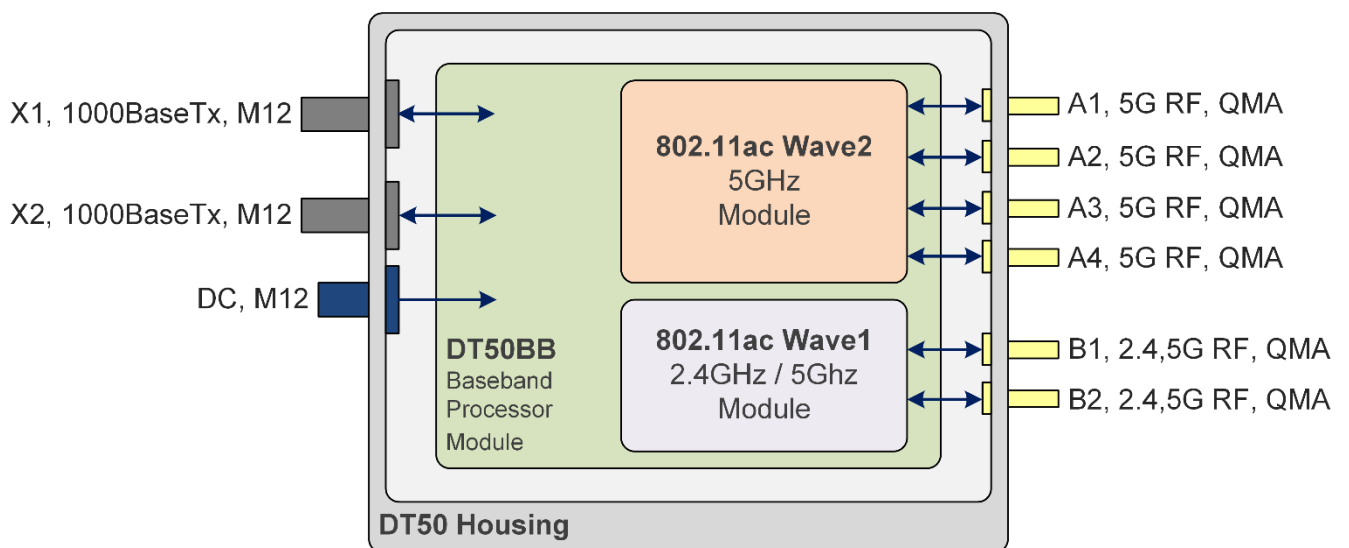 X1, 1000BaseTx, M12
X2, 1000BaseTx, M12
DC, M12
802.11ac Wave2
5GHz
Module
802.11ac Wave1
2.4GHz / 5Ghz
Module
DT50BB
Baseband
Processor
Module
A1, 5G RF, QMA
A2, 5G RF, QMA
A3, 5G RF, QMA
A4, 5G RF, QMA
B1, 2.4,5G RF, QMA
B2, 2.4,5G RF, QMA
DT50 Housing